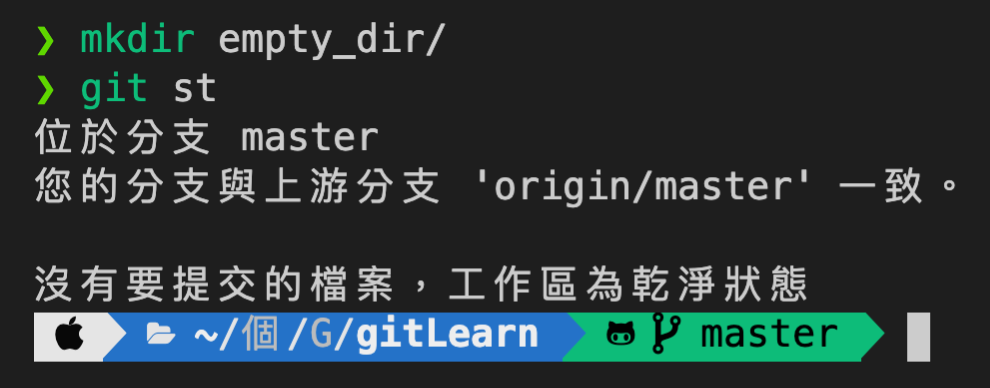 ❯ mkdir empty_dir/
❯ git st
位於分支 master
您的分支與上游分支 'origin/master' 一致。
沒有要提交的檔案，工作區為乾淨狀態
~/個/G/gitLearn master